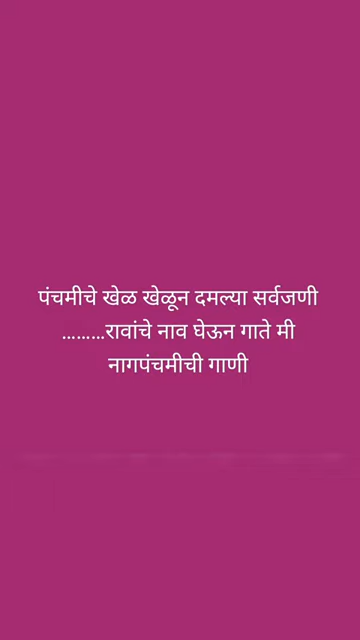 पंचमीचे खेळ खेळून दमल्या सर्वजणी
.........रावांचे नाव घेऊन गाते मी
नागपंचमीची गाणी